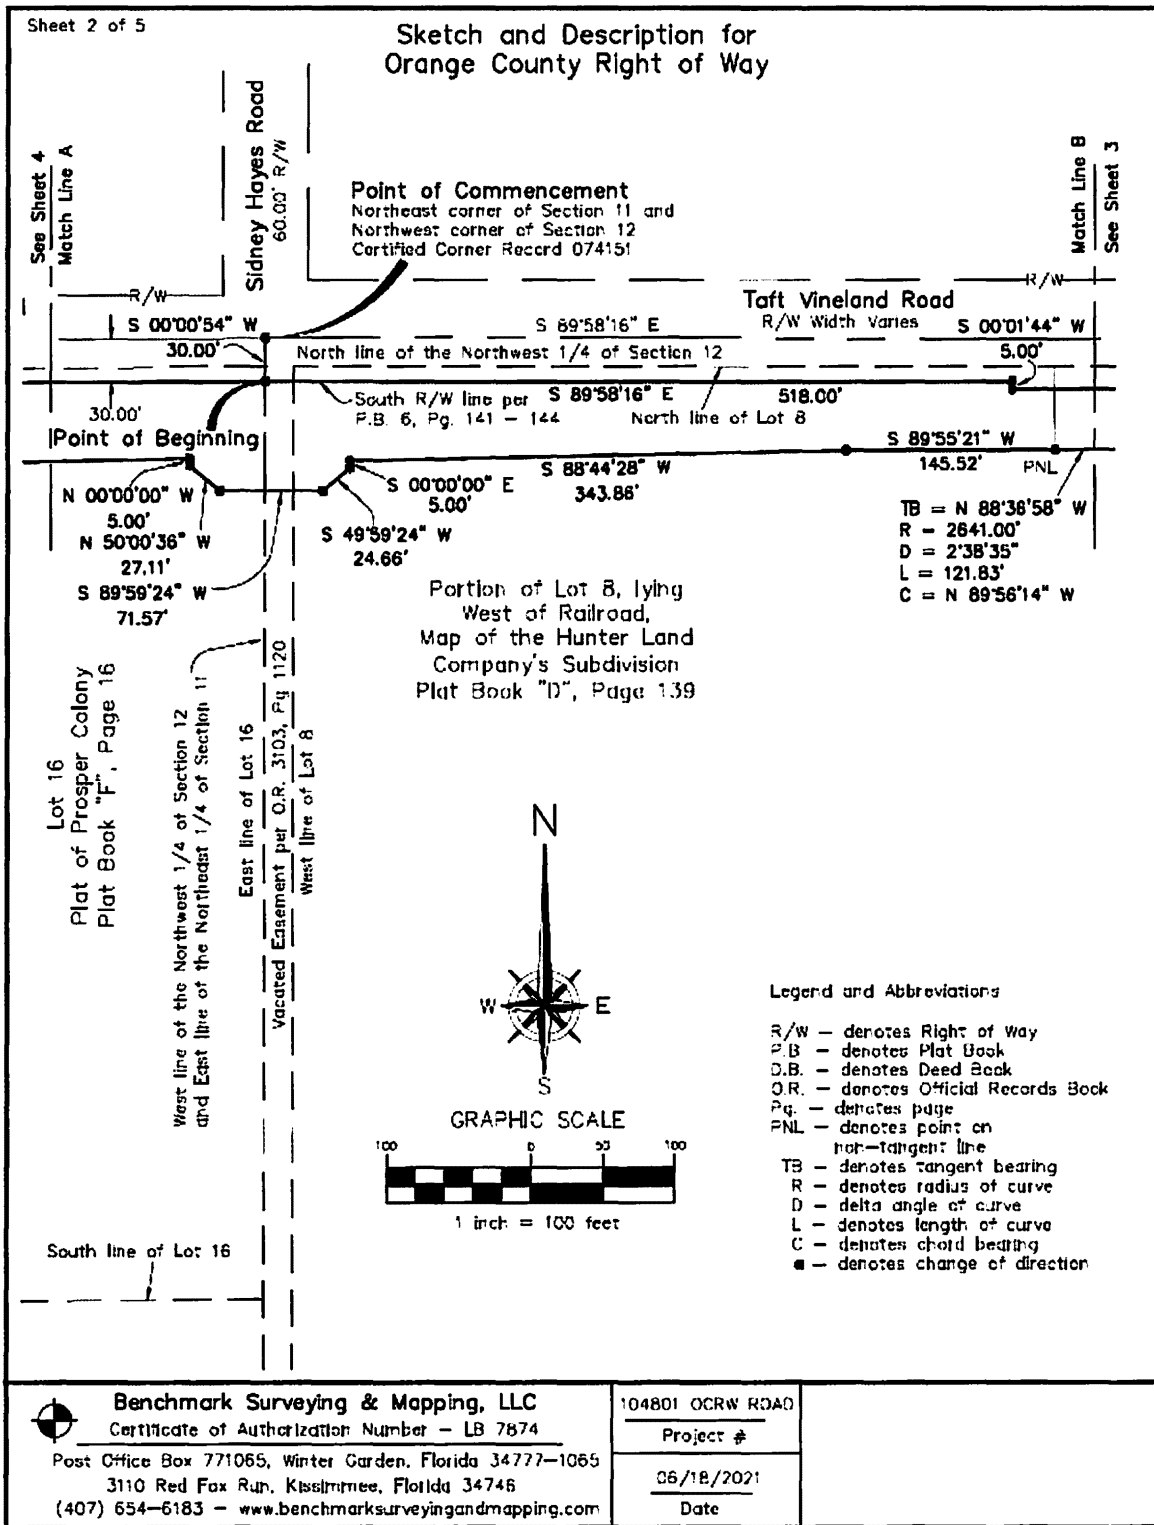 Sheet 2 of 5
Sketch and Description for
Orange County Right of Way
See Sheet 4
Match Line A
Sidney Hayes Road
60.00' R/W
Point of Commencement
Northeast corner of Section 11 and
Northwest corner of Section 12
Certified Corner Record 074151
Match Line B
See Sheet 3
R/W
R/W
Taft Vineland Road
R/W Width Varies
S 00°00'54" W
30.00'
S 89°58'16" E
S 00°01'44" W
5.00'
North line of the Northwest 1/4 of Section 12
30.00'
South R/W line per
P.B. 6, Pg. 141 – 144
S 89°58'16" E
518.00'
North line of Lot 8
Point of Beginning
S 89°55'21" W
145.52'
PNL
N 00°00'00" W
5.00'
S 00°00'00" E
5.00'
S 88°44'28" W
343.86'
N 50°00'36" W
27.11'
S 49°59'24" W
24.66'
S 89°59'24" W
71.57'
TB = N 88°36'58" W
R – 2641.00'
D = 2°38'35"
L = 121.83'
C = N 89°56'14" W
Portion of Lot 8, lying
West of Railroad,
Map of the Hunter Land
Company's Subdivision
Plat Book "D", Page 139
Lot 16
Plat of Prosper Colony
Plat Book "F", Page 16
West line of the Northwest 1/4 of Section 12
and East line of the Northeast 1/4 of Section 11
East line of Lot 16
Vacated Easement per O.R. 3103, Pg 1120
West line of Lot 8
N
W
E
S
GRAPHIC SCALE
100 0 50 100
1 inch = 100 feet
Legend and Abbreviations
R/W – denotes Right of Way
P.B – denotes Plat Book
D.B. – denotes Deed Book
O.R. – denotes Official Records Book
Pg. – denotes page
PNL – denotes point on
non–tangent line
TB – denotes tangent bearing
R – denotes radius of curve
D – delta angle of curve
L – denotes length of curve
C – denotes chord bearing
– denotes change of direction
South line of Lot 16
Benchmark Surveying & Mapping, LLC
Certificate of Authorization Number – LB 7874
Post Office Box 771065, Winter Garden, Florida 34777–1065
3110 Red Fox Run, Kissimmee, Florida 34746
(407) 654–6183 – www.benchmarksurveyingandmapping.com
104801 OCRW ROAD
Project #
06/18/2021
Date